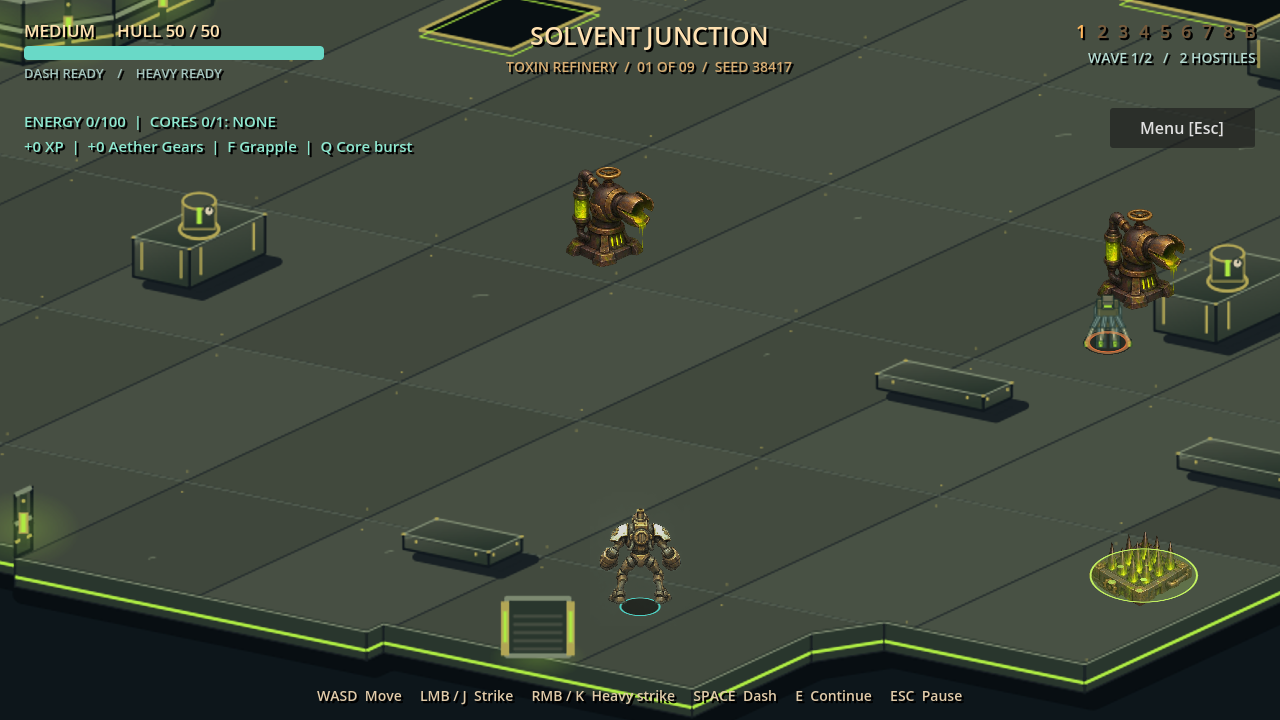 MEDIUM HULL 50 / 50
DASH READY / HEAVY READY
SOLVENT JUNCTION
TOXIN REFINERY / 01 OF 09 / SEED 38417
1 2 3 4 5 6 7 8 B
WAVE 1/2 / 2 HOSTILES
ENERGY 0/100 | CORES 0/1: NONE
+0 XP | +0 Aether Gears | F Grapple | Q Core burst
Menu [Esc]
WASD Move LMB / J Strike RMB / K Heavy strike SPACE Dash E Continue ESC Pause